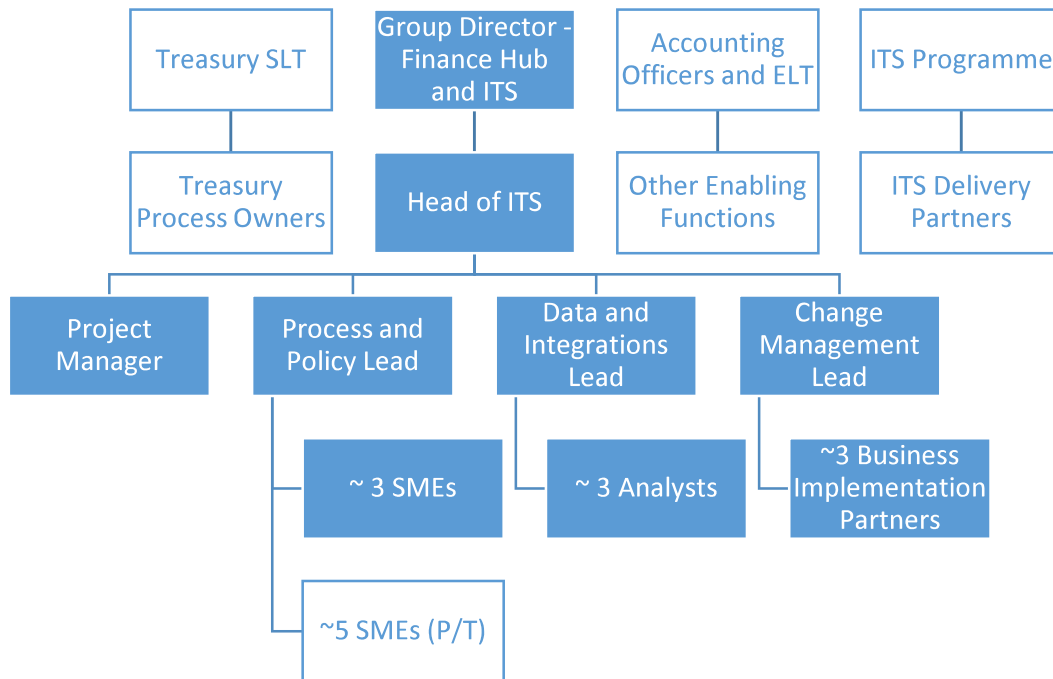 Treasury SLT
Group Director -
Finance Hub
and ITS
Accounting
Officers and ELT
ITS Programme
Treasury
Process Owners
Head of ITS
Other Enabling
Functions
ITS Delivery
Partners
Project
Manager
Process and
Policy Lead
Data and
Integrations
Lead
Change
Management
Lead
~ 3 SMEs
~ 3 Analysts
~3 Business
Implementation
Partners
~5 SMEs (P/T)